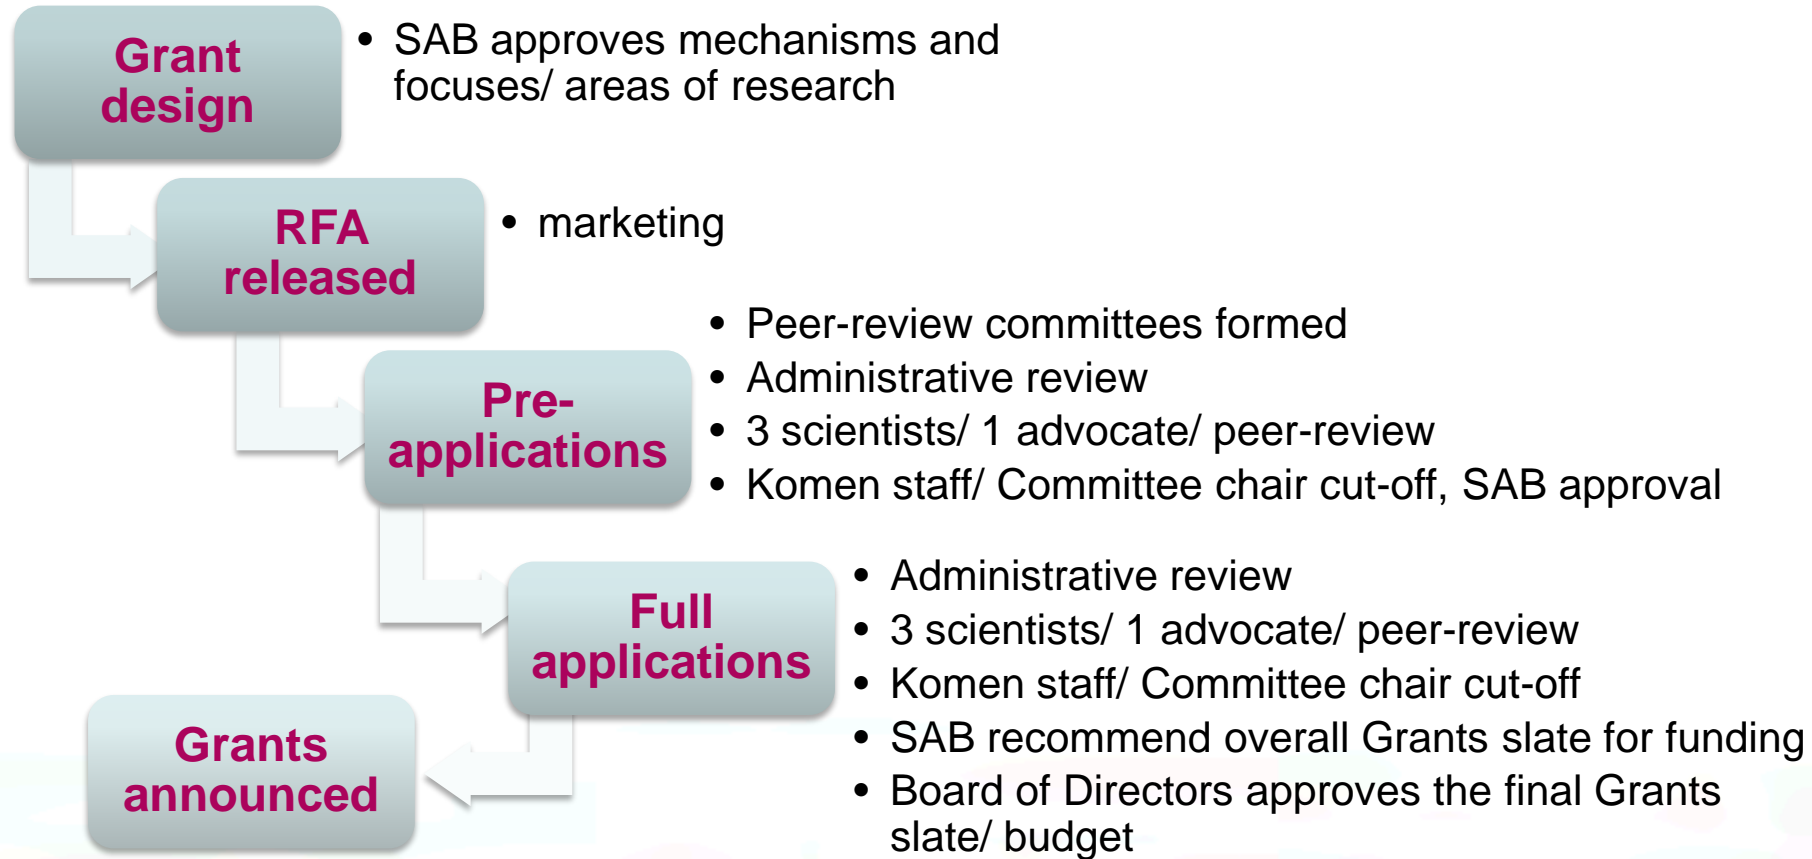 Grant
design
• SAB approves mechanisms and
focuses/ areas of research
RFA
released
• marketing
Pre-
applications
• Peer-review committees formed
• Administrative review
• 3 scientists/ 1 advocate/ peer-review
• Komen staff/ Committee chair cut-off, SAB approval
Full
applications
• Administrative review
• 3 scientists/ 1 advocate/ peer-review
• Komen staff/ Committee chair cut-off
• SAB recommend overall Grants slate for funding
• Board of Directors approves the final Grants
slate/ budget
Grants
announced